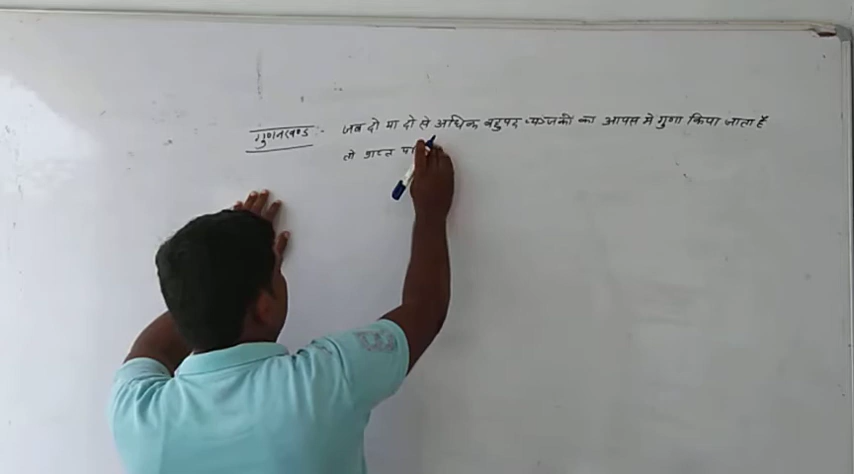 गुणनखण्ड :- जब दो या दो से अधिक बहुपद व्यंजकों का आपस मे गुणा किया जाता है
तो प्राप्त